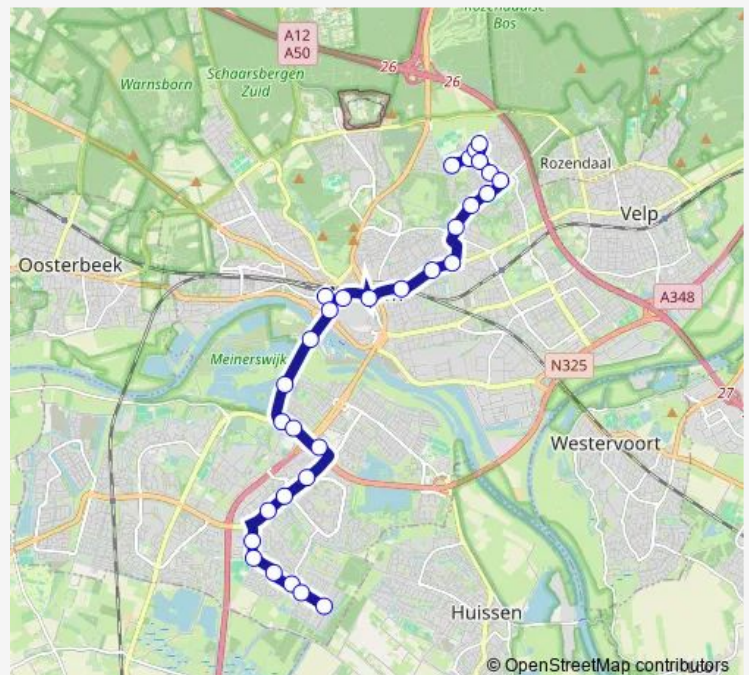 Rozendaalse
Bos
A12
A50
26
26
Warnsborn
Schaarsbergen
Zuid
Rozendaal
Velp
Oosterbeek
A348
Meinerswijk
N325
27
Westervoort
Huissen
© OpenStreetMap contributors